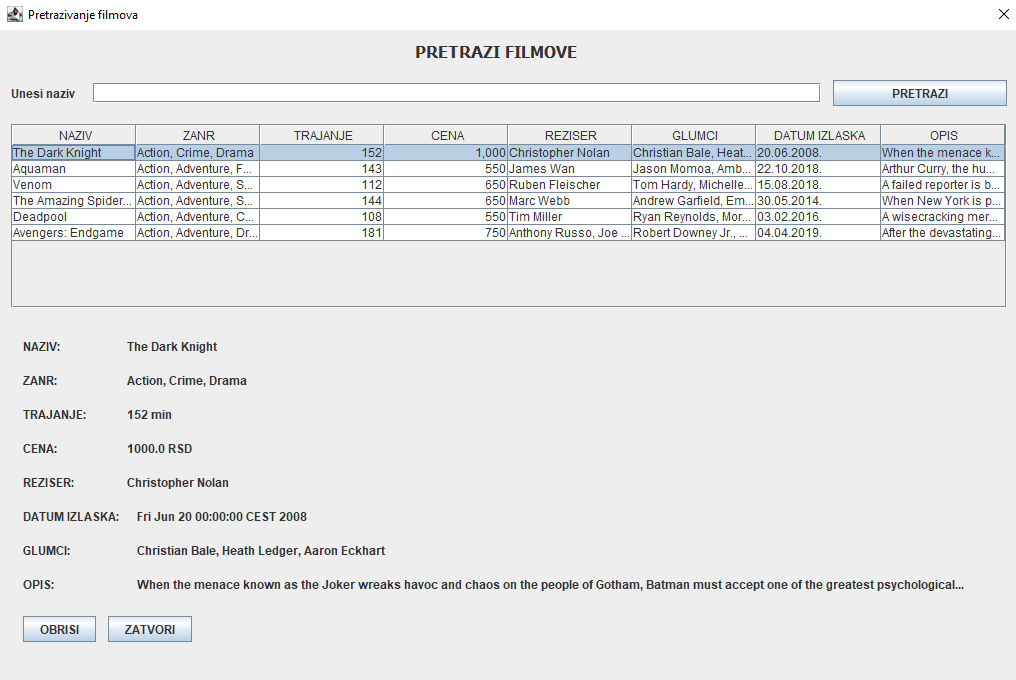 Pretrazivanje filmova
PRETRAZI FILMOVE
Unesi naziv PRETRAZI
NAZIV ZANR TRAJANJE CENA REZISER GLUMCI DATUM IZLASKA OPIS
The Dark Knight Action, Crime, Drama 152 1,000 Christopher Nolan Christian Bale, Heat... 20.06.2008. When the menace k...
Aquaman Action, Adventure, F... 143 550 James Wan Jason Momoa, Amb... 22.10.2018. Arthur Curry, the hu...
Venom Action, Adventure, S... 112 650 Ruben Fleischer Tom Hardy, Michelle... 15.08.2018. A failed reporter is b...
The Amazing Spider... Action, Adventure, S... 144 650 Marc Webb Andrew Garfield, Em... 30.05.2014. When New York is p...
Deadpool Action, Adventure, C... 108 550 Tim Miller Ryan Reynolds, Mor... 03.02.2016. A wisecracking mer...
Avengers: Endgame Action, Adventure, Dr... 181 750 Anthony Russo, Joe ... Robert Downey Jr., ... 04.04.2019. After the devastating...
NAZIV: The Dark Knight
ZANR: Action, Crime, Drama
TRAJANJE: 152 min
CENA: 1000.0 RSD
REZISER: Christopher Nolan
DATUM IZLASKA: Fri Jun 20 00:00:00 CEST 2008
GLUMCI: Christian Bale, Heath Ledger, Aaron Eckhart
OPIS: When the menace known as the Joker wreaks havoc and chaos on the people of Gotham, Batman must accept one of the greatest psychological...
OBRISI ZATVORI